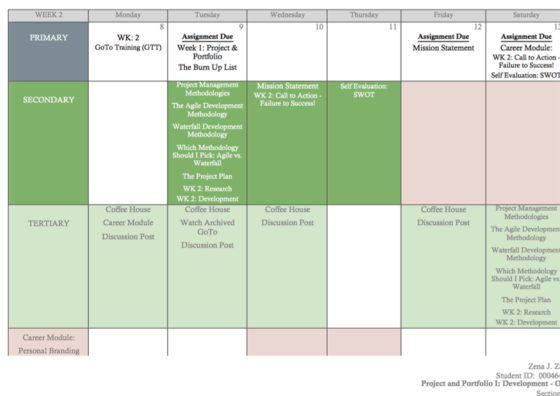 WEEK 2 Monday Tuesday Wednesday Thursday Friday Saturday
PRIMARY
8
WK: 2
GoTo Training (GTT)
9
Assignment Due
Week 1: Project &
Portfolio
The Burn Up List
10
11
12
Assignment Due
Mission Statement
13
Assignment Due
Career Module:
WK 2: Call to Action -
Failure to Success!
Self Evaluation: SWOT
SECONDARY
Project Management
Methodologies
The Agile Development
Methodology
Waterfall Development
Methodology
Which Methodology
Should I Pick: Agile vs.
Waterfall
The Project Plan
WK 2: Research
WK 2: Development
Mission Statement
WK 2: Call to Action -
Failure to Success!
Self Evaluation:
SWOT
TERTIARY
Coffee House
Career Module
Discussion Post
Coffee House
Watch Archived
GoTo
Discussion Post
Coffee House
Discussion Post
Coffee House
Discussion Post
Project Management
Methodologies
The Agile Development
Methodology
Waterfall Development
Methodology
Which Methodology
Should I Pick: Agile vs
Waterfall
The Project Plan
WK 2: Research
WK 2: Development
Career Module:
Personal Branding
Zena J. Z
Student ID: 000046
Project and Portfolio I: Development - O
Section